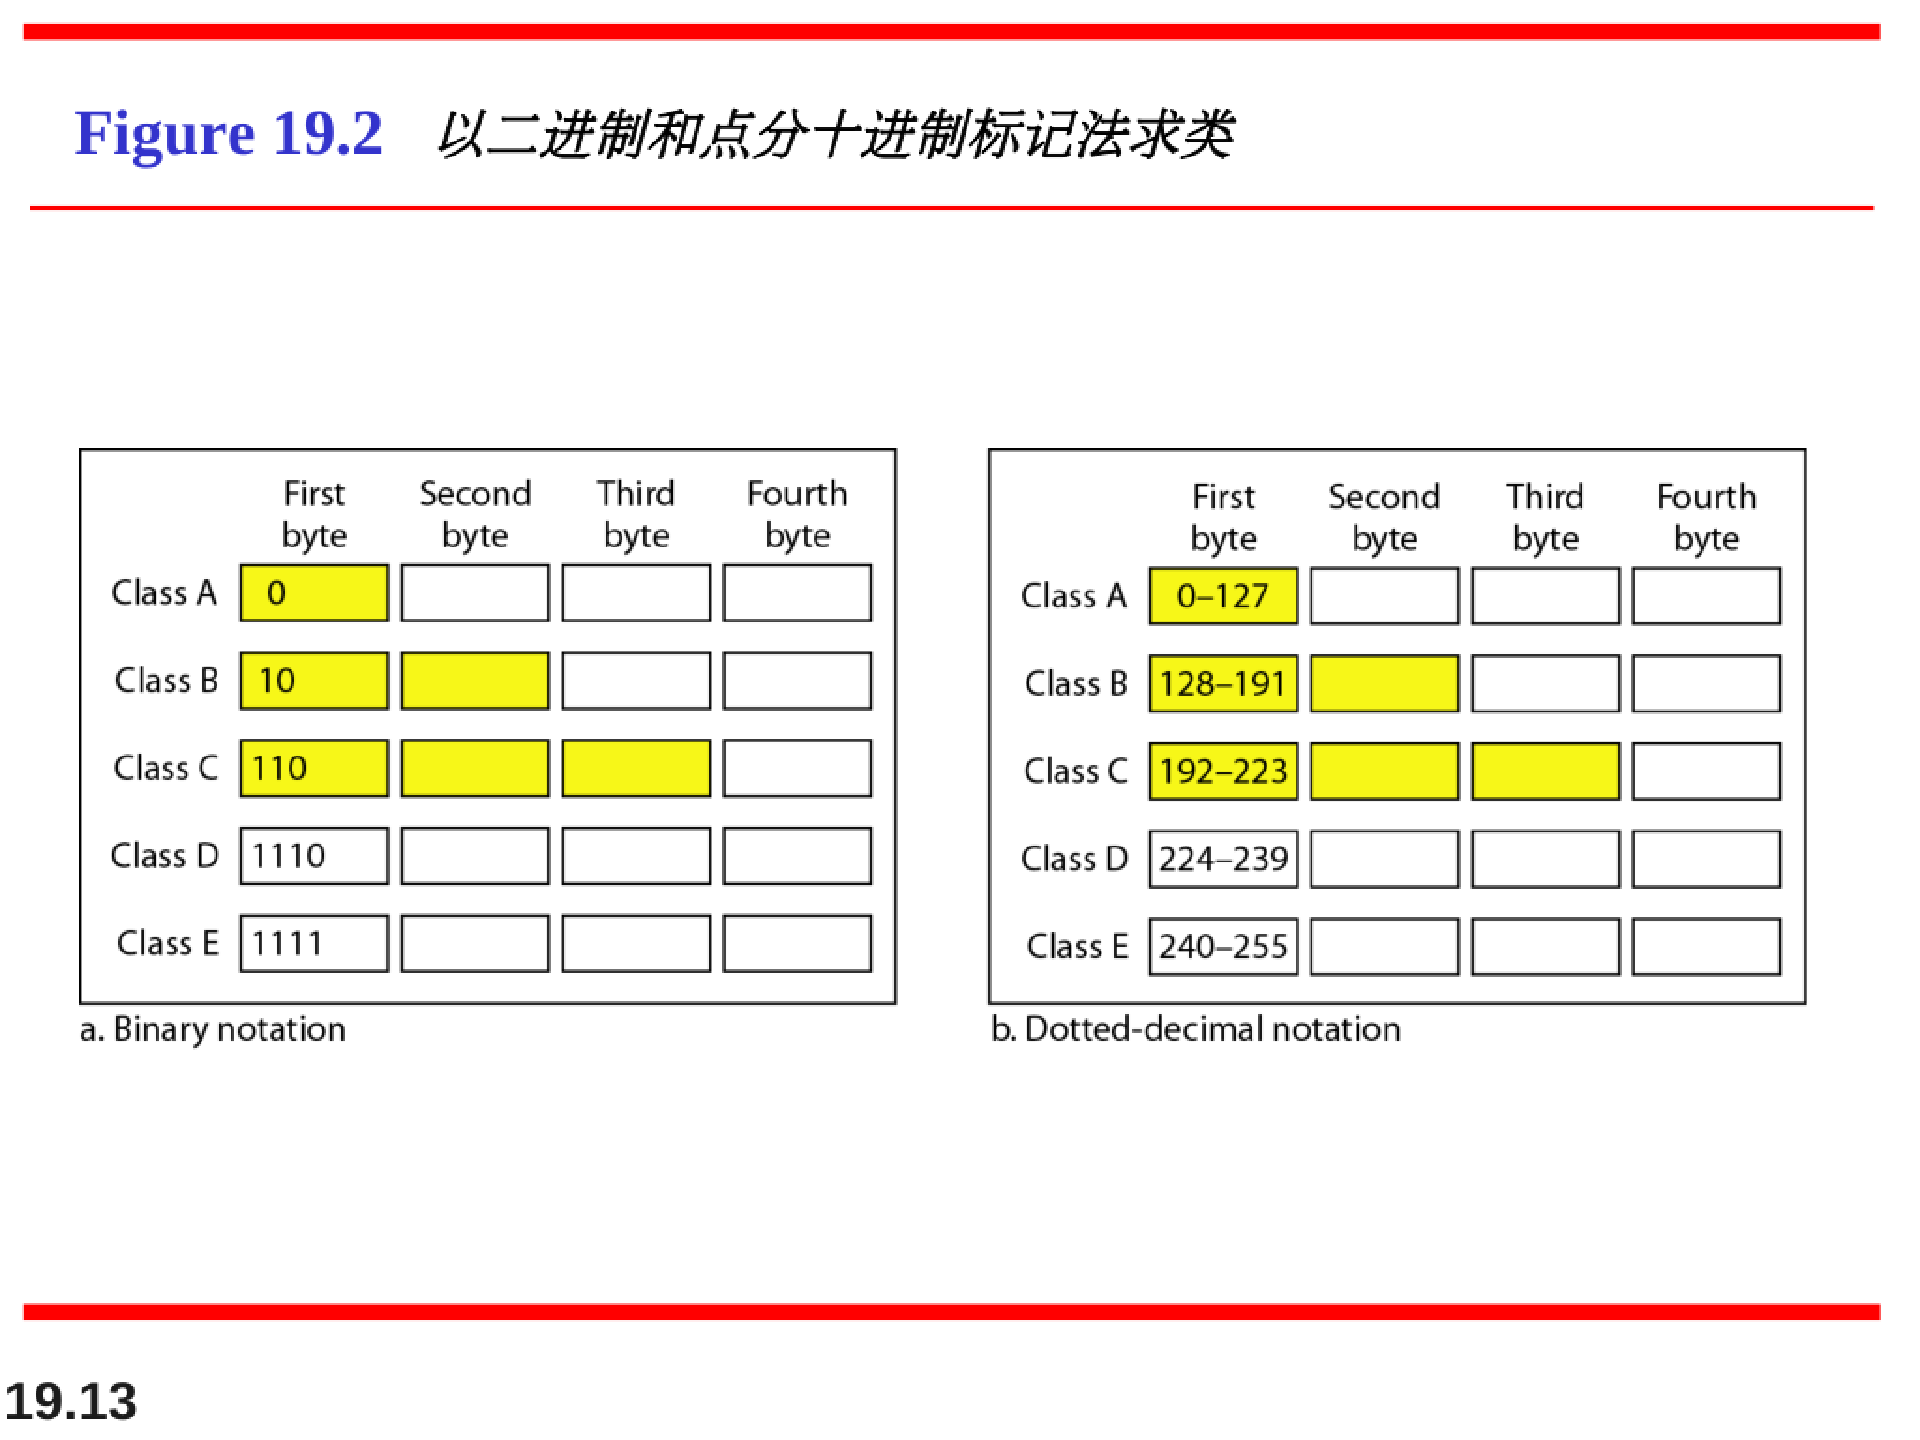 Figure 19.2 以二进制和点分十进制标记法求类
First Second Third Fourth
byte byte byte byte
Class A 0
Class B 10
Class C 110
Class D 1110
Class E 1111
a. Binary notation
First Second Third Fourth
byte byte byte byte
Class A 0–127
Class B 128–191
Class C 192–223
Class D 224–239
Class E 240–255
b. Dotted-decimal notation
19.13